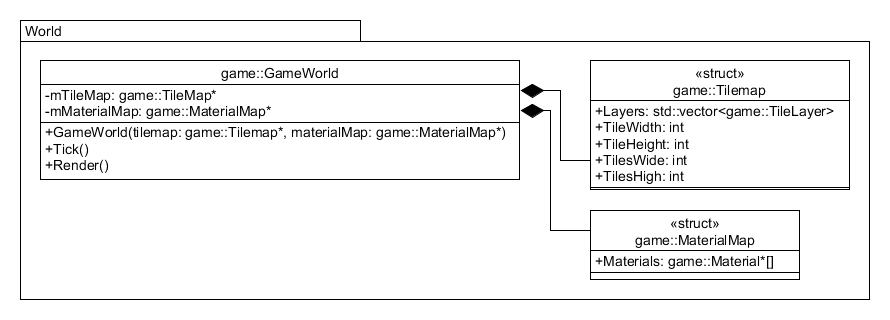 World
game::GameWorld
-mTileMap: game::TileMap*
-mMaterialMap: game::MaterialMap*
+GameWorld(tilemap: game::Tilemap*, materialMap: game::MaterialMap*)
+Tick()
+Render()
«struct»
game::Tilemap
+Layers: std::vector<game::TileLayer>
+TileWidth: int
+TileHeight: int
+TilesWide: int
+TilesHigh: int
«struct»
game::MaterialMap
+Materials: game::Material*[]